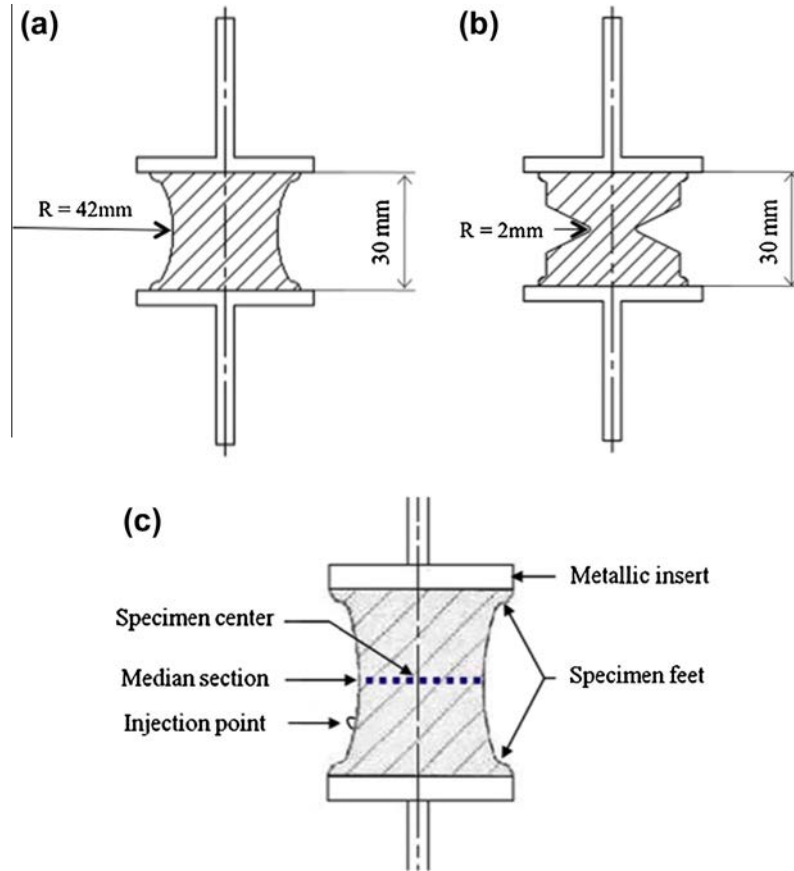 (a)
(b)
R = 42mm
30 mm
R = 2mm
30 mm
(c)
Metallic insert
Specimen center
Median section
Specimen feet
Injection point